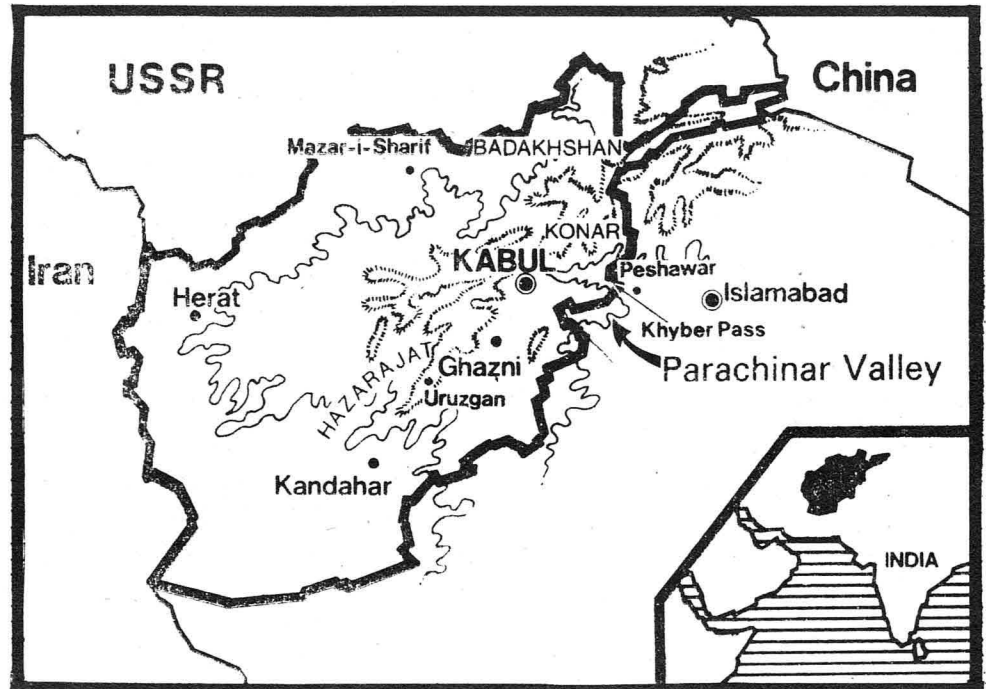 USSR
China
Mazar-i-Sharif
BADAKHSHAN
KONAR
Iran
KABUL
Peshawar
Herat
Islamabad
Khyber Pass
HAZARAJAT
Ghazni
Parachinar Valley
Uruzgan
Kandahar
INDIA